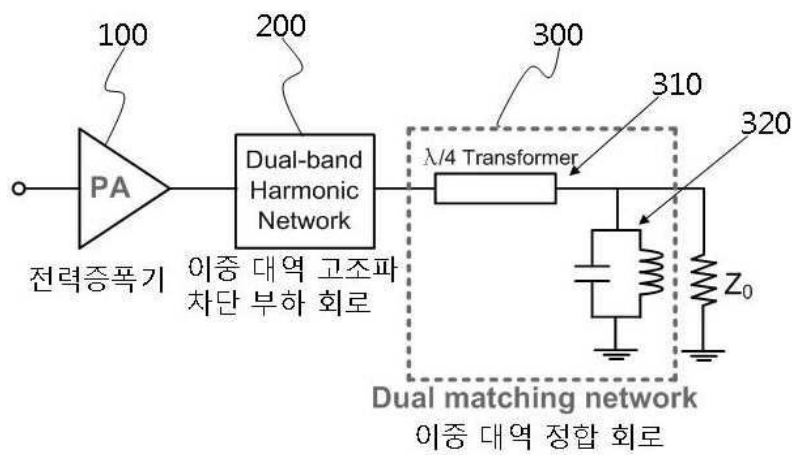 100
200
300
310
320
PA
Dual-band
Harmonic
Network
λ/4 Transformer
Z0
전력증폭기
이중 대역 고조파
차단 부하 회로
Dual matching network
이중 대역 정합 회로